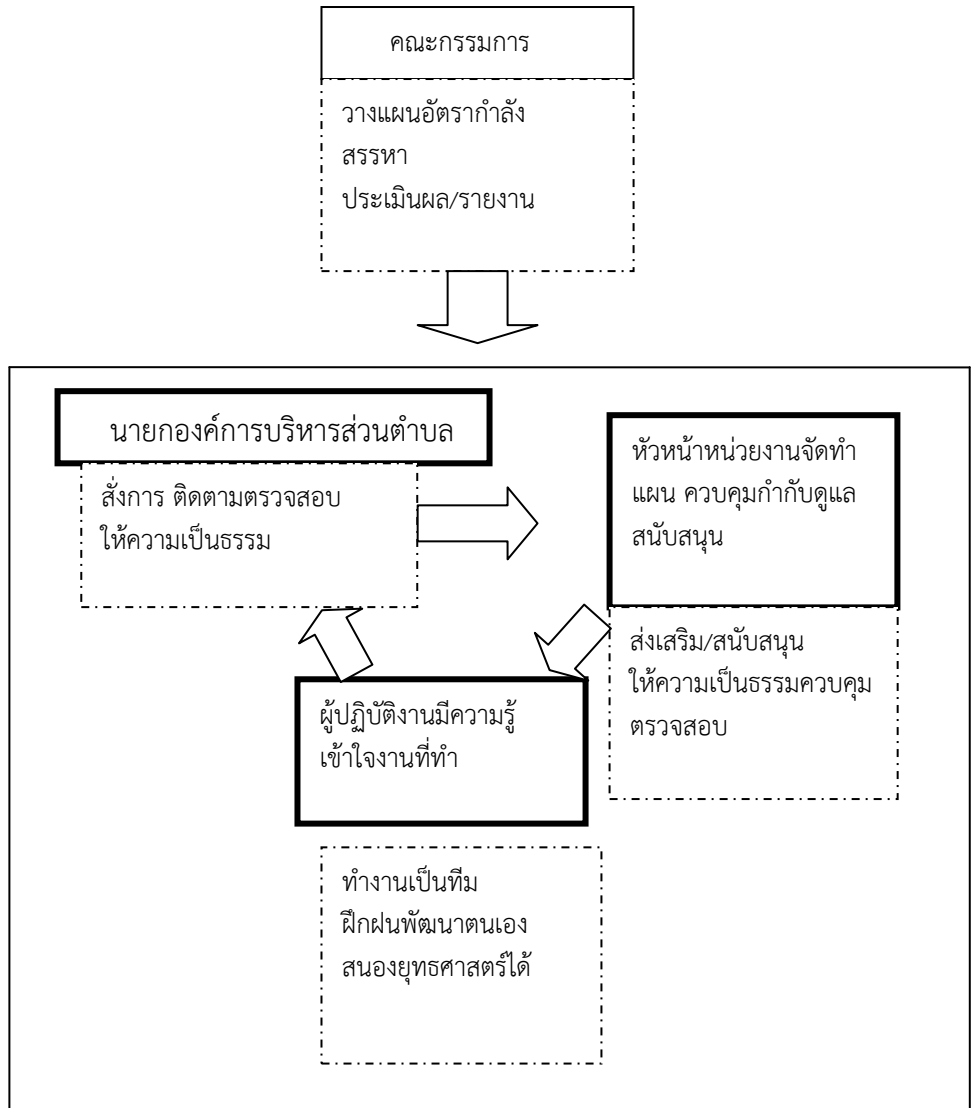 คณะกรรมการ
วางแผนอัตรากำลัง
สรรหา
ประเมินผล/รายงาน
นายกองค์การบริหารส่วนตำบล
สั่งการ ติดตามตรวจสอบ
ให้ความเป็นธรรม
หัวหน้าหน่วยงานจัดทำ
แผน ควบคุมกำกับดูแล
สนับสนุน
ส่งเสริม/สนับสนุน
ให้ความเป็นธรรมควบคุม
ตรวจสอบ
ผู้ปฏิบัติงานมีความรู้
เข้าใจงานที่ทำ
ทำงานเป็นทีม
ฝึกฝนพัฒนาตนเอง
สนองยุทธศาสตร์ได้